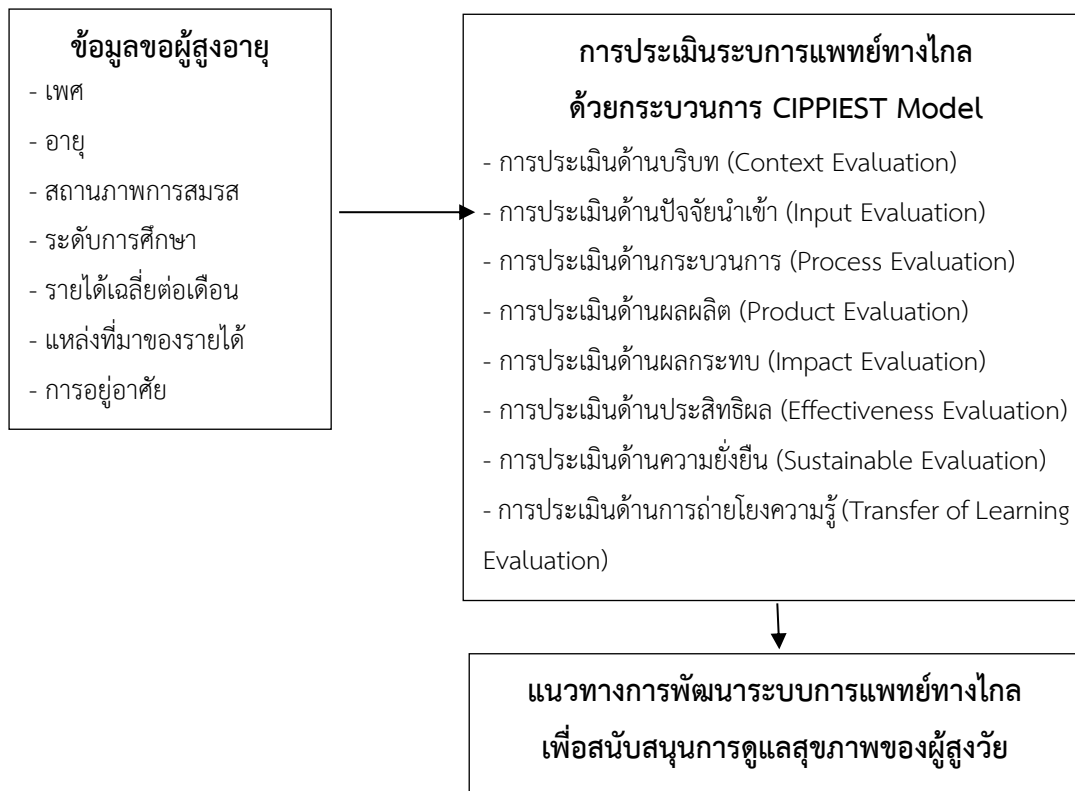 ข้อมูลขอผู้สูงอายุ
- เพศ
- อายุ
- สถานภาพการสมรส
- ระดับการศึกษา
- รายได้เฉลี่ยต่อเดือน
- แหล่งที่มาของรายได้
- การอยู่อาศัย
การประเมินระบการแพทย์ทางไกล
ด้วยกระบวนการ CIPPIEST Model
- การประเมินด้านบริบท (Context Evaluation)
- การประเมินด้านปัจจัยนำเข้า (Input Evaluation)
- การประเมินด้านกระบวนการ (Process Evaluation)
- การประเมินด้านผลผลิต (Product Evaluation)
- การประเมินด้านผลกระทบ (Impact Evaluation)
- การประเมินด้านประสิทธิผล (Effectiveness Evaluation)
- การประเมินด้านความยั่งยืน (Sustainable Evaluation)
- การประเมินด้านการถ่ายโยงความรู้ (Transfer of Learning
Evaluation)
แนวทางการพัฒนาระบบการแพทย์ทางไกล
เพื่อสนับสนุนการดูแลสุขภาพของผู้สูงวัย